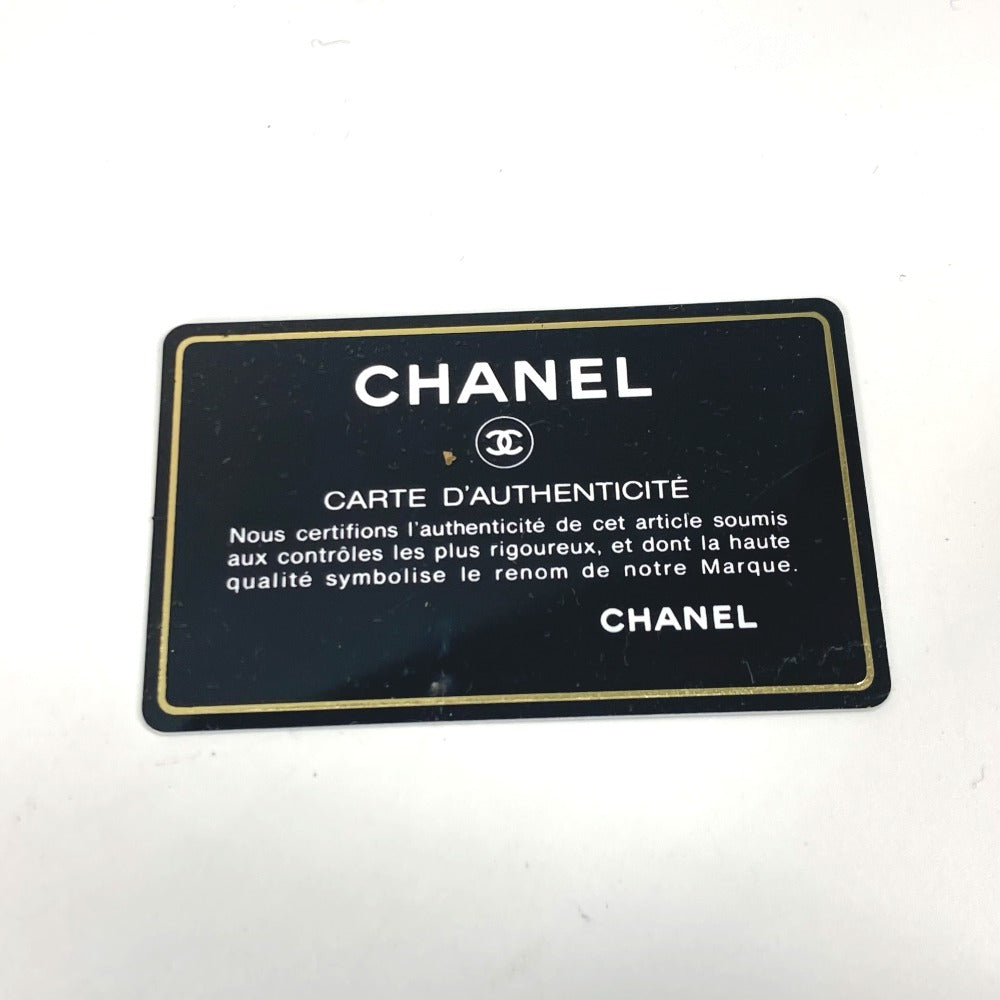 CHANEL
CARTE D'AUTHENTICITÉ
Nous certifions l'authenticité de cet article soumis
aux contrôles les plus rigoureux, et dont la haute
qualité symbolise le renom de notre Marque.
CHANEL